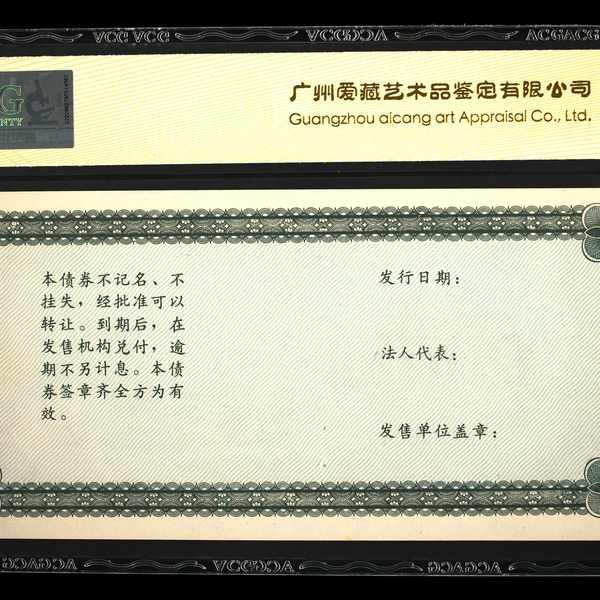 ACG ACG
ACGGACG
ACGACG
G
NTY
广州爱藏艺术品鉴定有限公司
Guangzhou aicang art Appraisal Co., Ltd.
本债券不记名、不
挂失，经批准可以
转让。到期后，在
发售机构兑付，逾
期不另计息。本债
券签章齐全方为有
效。
发行日期：
法人代表：
发售单位盖章：